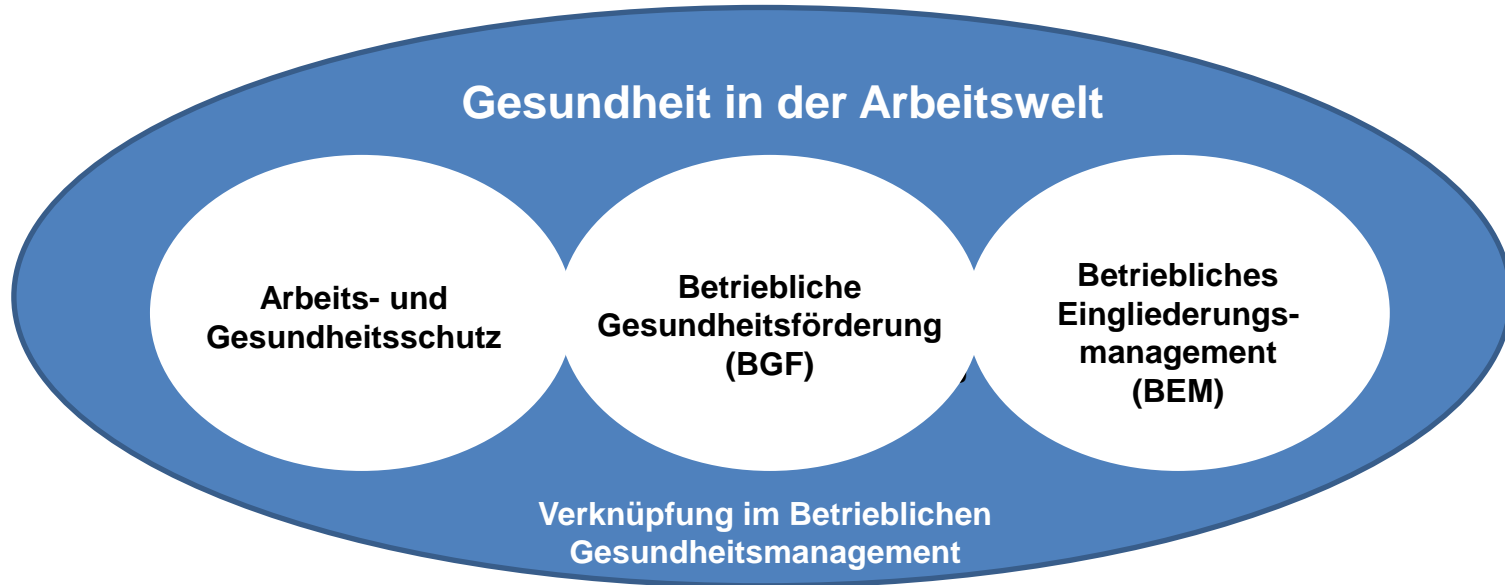 Gesundheit in der Arbeitswelt
Arbeits- und
Gesundheitsschutz
Betriebliche
Gesundheitsförderung
(BGF)
Betriebliches
Eingliederungs-
management
(BEM)
Verknüpfung im Betrieblichen
Gesundheitsmanagement